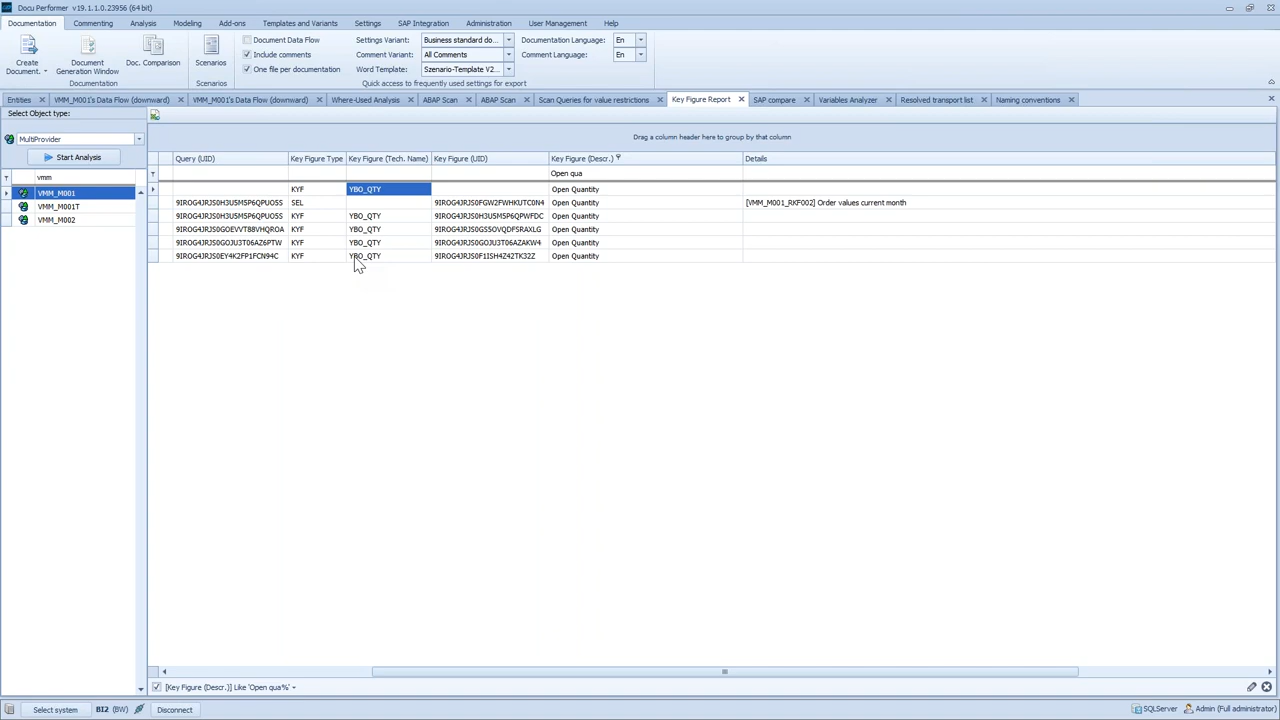 Docu Performer v19.1.1.0.23956 (64 bit)
Documentation Commenting Analysis Modeling Add-ons Templates and Variants Settings SAP Integration Administration User Management Help
Create Document.
Document Generation Window
Doc. Comparison
Scenarios
Document Data Flow
Include comments
One file per documentation
Settings Variant: Business standard do...
Comment Variant: All Comments
Word Template: Szenario-Template V2...
Documentation Language: En
Comment Language: En
Documentation Scenarios Quick access to frequently used settings for export
Entities VMM_M001's Data Flow (downward) VMM_M001's Data Flow (downward) Where-Used Analysis ABAP Scan ABAP Scan Scan Queries for value restrictions Key Figure Report SAP compare Variables Analyzer Resolved transport list Naming conventions
Select Object type:
MultiProvider
Start Analysis
vmm
VMM_M001
VMM_M001T
VMM_M002
Drag a column header here to group by that column
Query (UID) Key Figure Type Key Figure (Tech. Name) Key Figure (UID) Key Figure (Descr.) Details
Open qua
KYF YBO_QTY Open Quantity
9IROG4JRJS0H3U5M5P6QPUOS5 SEL 9IROG4JRJS0FGW2FWHKUTC0N4 Open Quantity [VMM_M001_RKF002] Order values current month
9IROG4JRJS0H3U5M5P6QPUOS5 KYF YBO_QTY 9IROG4JRJS0H3U5M5P6QPWFDC Open Quantity
9IROG4JRJS0GOEVVT88VHQROA KYF YBO_QTY 9IROG4JRJS0GS5OVQDFSRAXLG Open Quantity
9IROG4JRJS0GOJU3T06AZ6PTW KYF YBO_QTY 9IROG4JRJS0GOJU3T06AZAKW4 Open Quantity
9IROG4JRJS0EY4K2FP1FCN94C KYF YBO_QTY 9IROG4JRJS0F1ISH4Z42TK32Z Open Quantity
[Key Figure (Descr.)] Like 'Open qua%'
Select system BI2 (BW) Disconnect SQLServer Admin (Full administrator)